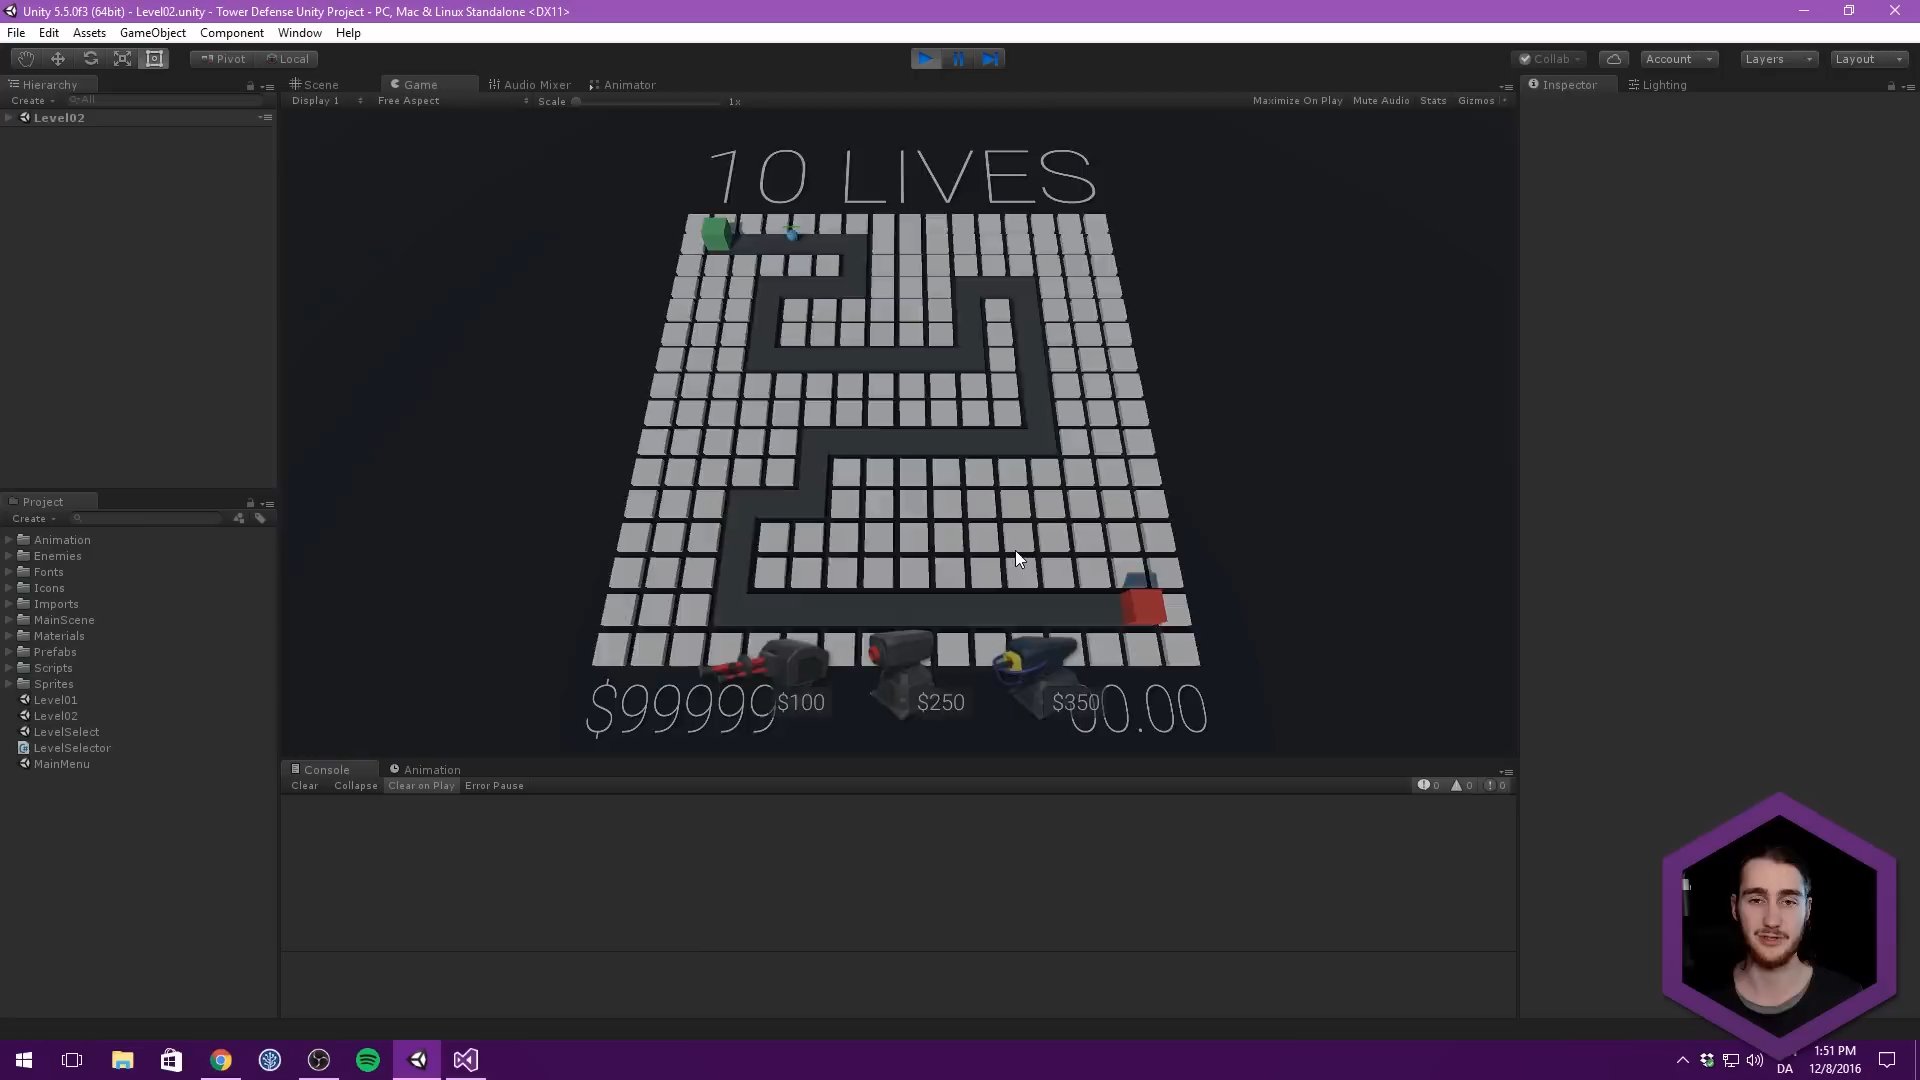 Unity 5.5.0f3 (64bit) - Level02.unity - Tower Defense Unity Project - PC, Mac & Linux Standalone <DX11>
File Edit Assets GameObject Component Window Help
Pivot Local
Collab Account Layers Layout
Hierarchy
Create All
Level02
Scene Game Audio Mixer Animator
Display 1 Free Aspect Scale 1x
Maximize On Play Mute Audio Stats Gizmos
Inspector Lighting
10 LIVES
$99999 $100 $250 $350 00.00
Project
Create
Animation
Enemies
Fonts
Icons
Imports
MainScene
Materials
Prefabs
Scripts
Sprites
Level01
Level02
LevelSelect
LevelSelector
MainMenu
Console Animation
Clear Collapse Clear on Play Error Pause
0 0 0
DA
1:51 PM
12/8/2016